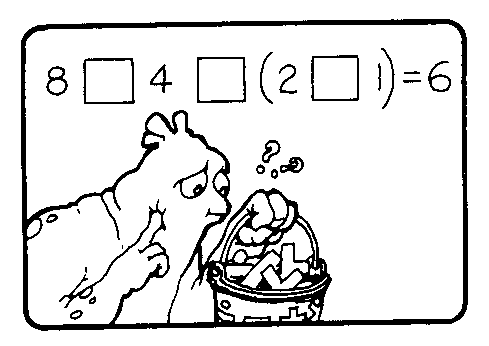 8 □ 4 □ (2 □ 1) = 6